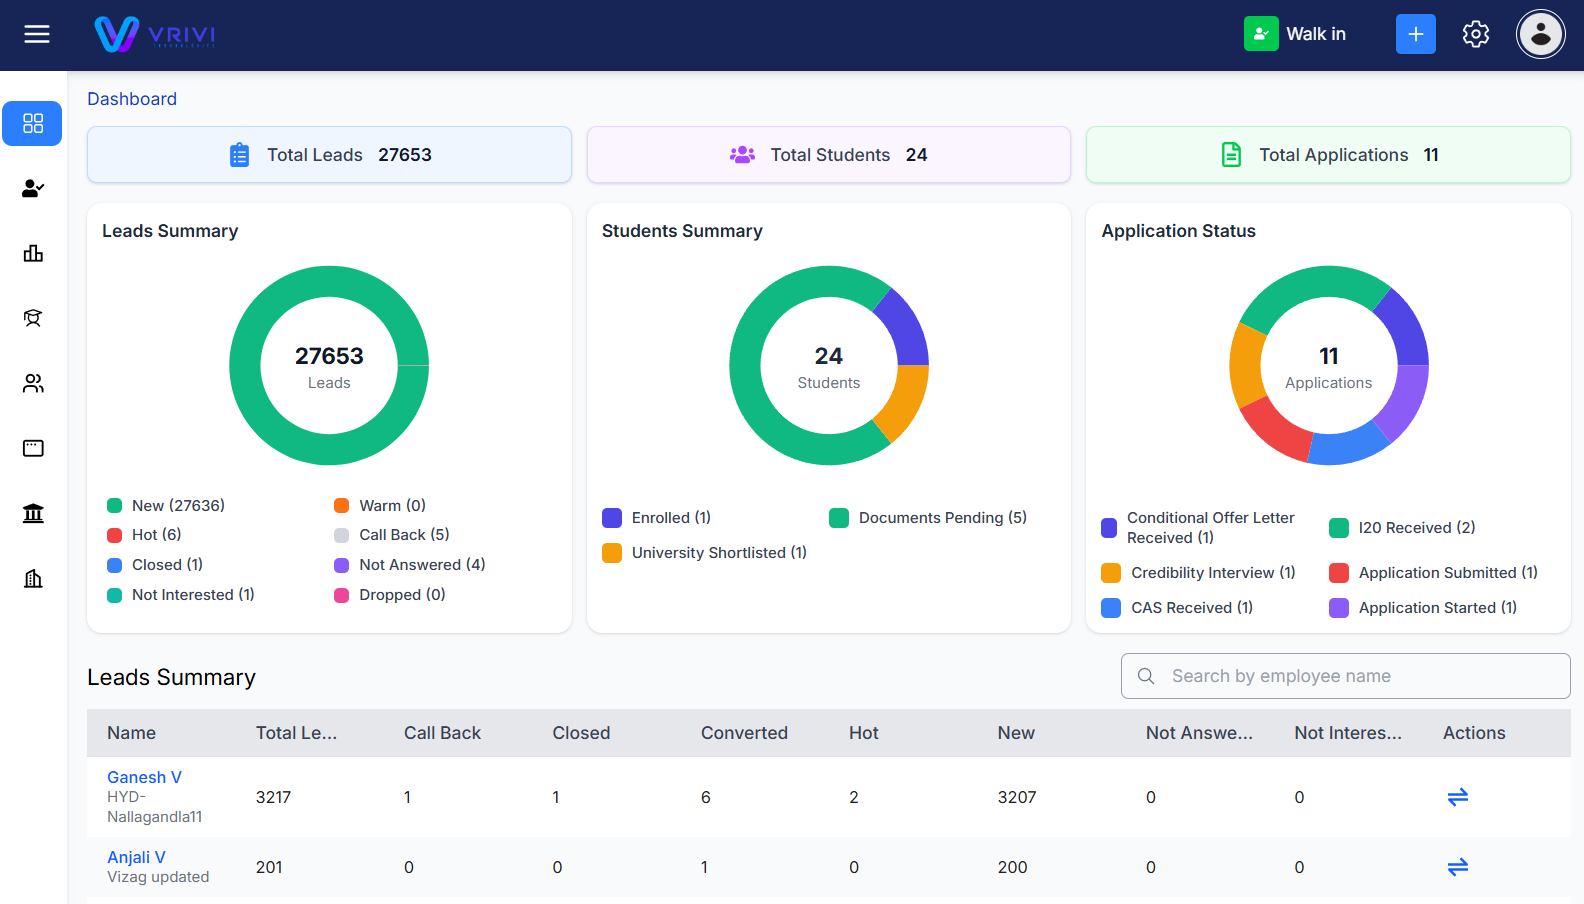 VRIVI
TECHNOLOGIES
Walk in
Dashboard
Total Leads 27653
Total Students 24
Total Applications 11
Leads Summary
27653
Leads
New (27636)
Warm (0)
Hot (6)
Call Back (5)
Closed (1)
Not Answered (4)
Not Interested (1)
Dropped (0)
Students Summary
24
Students
Enrolled (1)
Documents Pending (5)
University Shortlisted (1)
Application Status
11
Applications
Conditional Offer Letter
Received (1)
I20 Received (2)
Credibility Interview (1)
Application Submitted (1)
CAS Received (1)
Application Started (1)
Leads Summary
Search by employee name
Name Total Le... Call Back Closed Converted Hot New Not Answe... Not Interes... Actions
Ganesh V
HYD-
Nallagandla11
3217 1 1 6 2 3207 0 0
Anjali V
Vizag updated
201 0 0 1 0 200 0 0